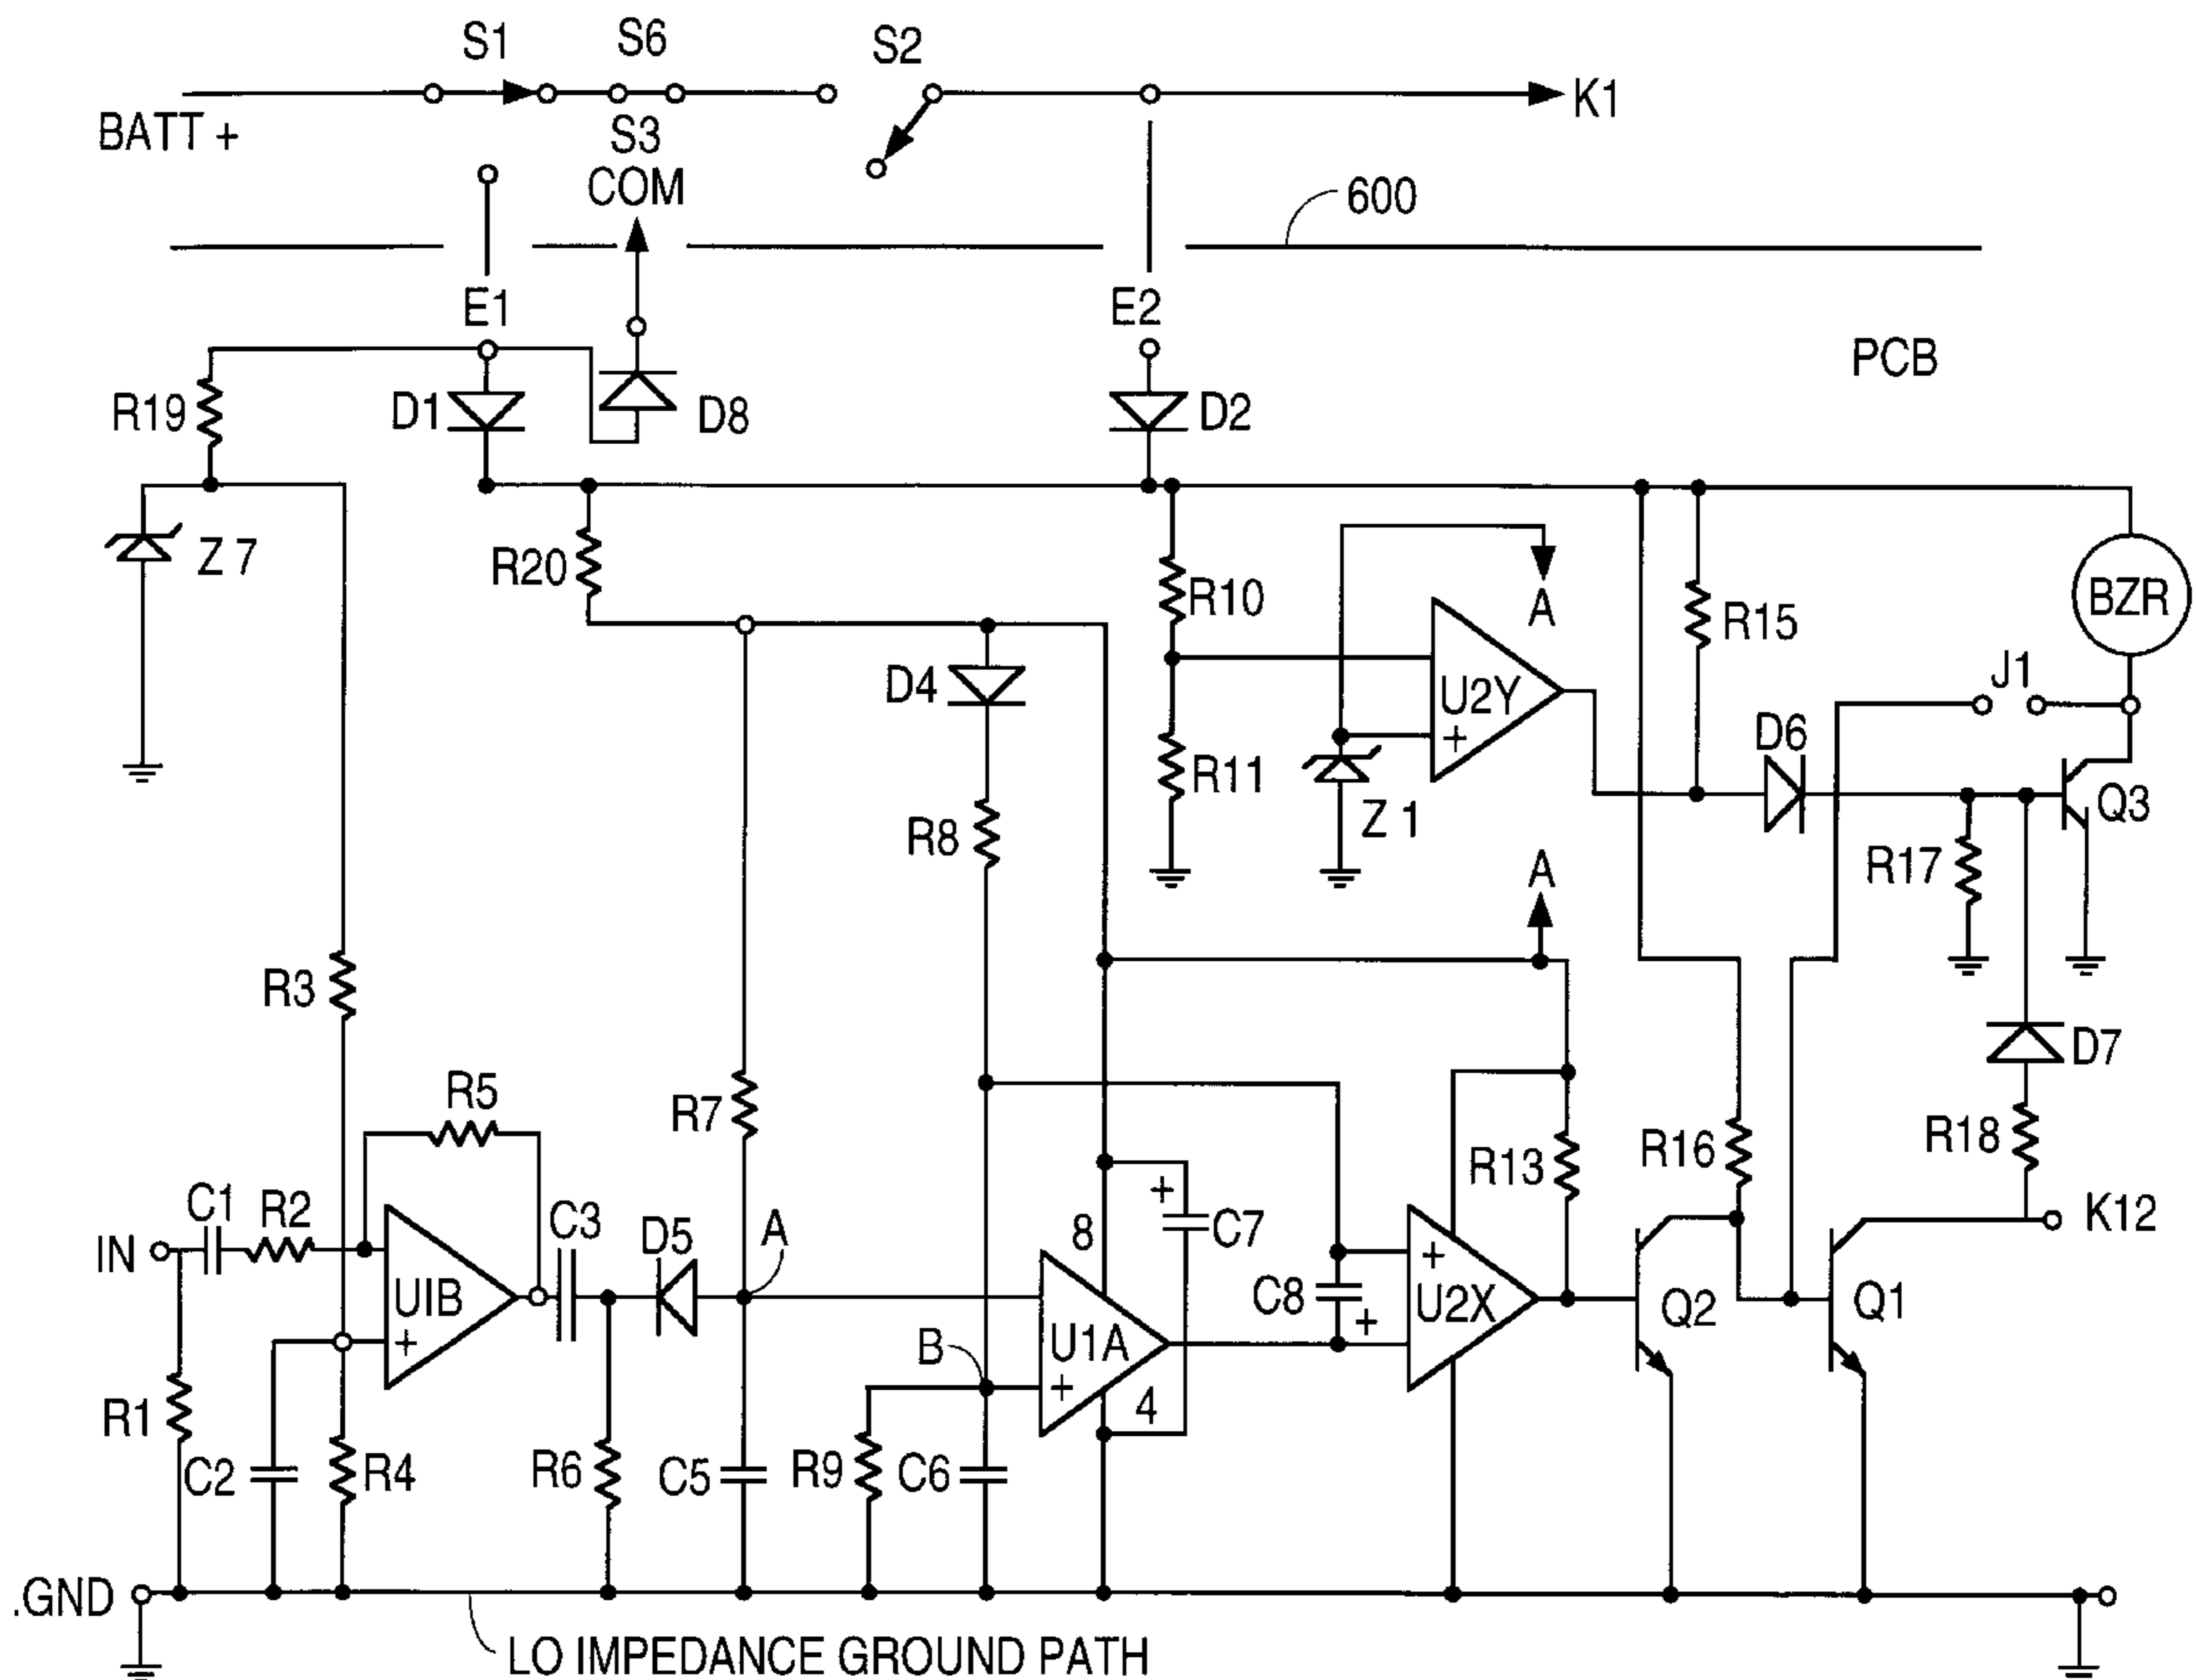 S1
S6
S2
BATT +
S3
COM
K1
600
E1
E2
PCB
R19
D1
D8
D2
Z 7
R20
R10
A
R15
BZR
D4
U2Y
+
J1
R11
D6
Z 1
Q3
R8
R17
A
R3
D7
R5
R7
R13
R16
R18
C1
R2
C3
D5
A
8
+
C7
K12
IN
UIB
+
C8
+
+
U2X
Q2
Q1
B
U1A
+
4
R1
C2
R4
R6
C5
R9
C6
.GND
LO IMPEDANCE GROUND PATH